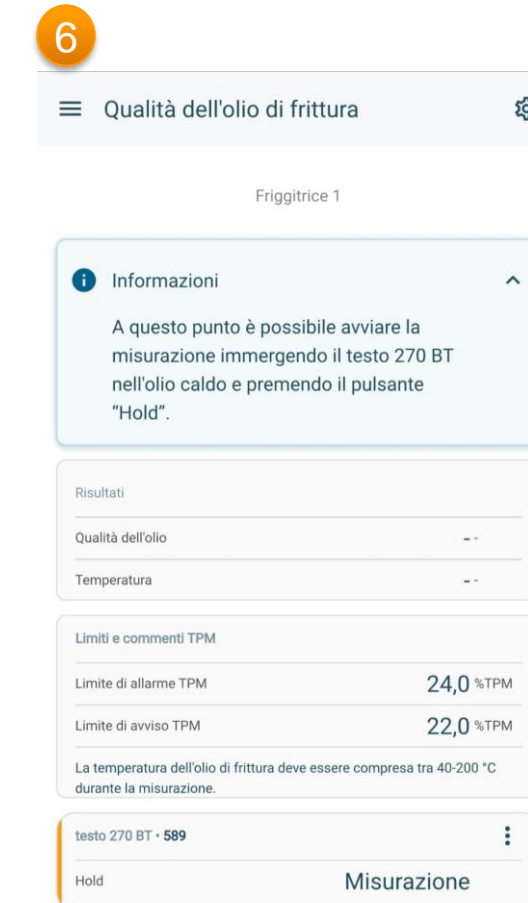 6
Qualità dell'olio di frittura
Friggitrice 1
Informazioni
A questo punto è possibile avviare la
misurazione immergendo il testo 270 BT
nell'olio caldo e premendo il pulsante
“Hold”.
Risultati
Qualità dell'olio - -
Temperatura - -
Limiti e commenti TPM
Limite di allarme TPM 24,0 %TPM
Limite di avviso TPM 22,0 %TPM
La temperatura dell'olio di frittura deve essere compresa tra 40-200 °C
durante la misurazione.
testo 270 BT • 589
Hold Misurazione